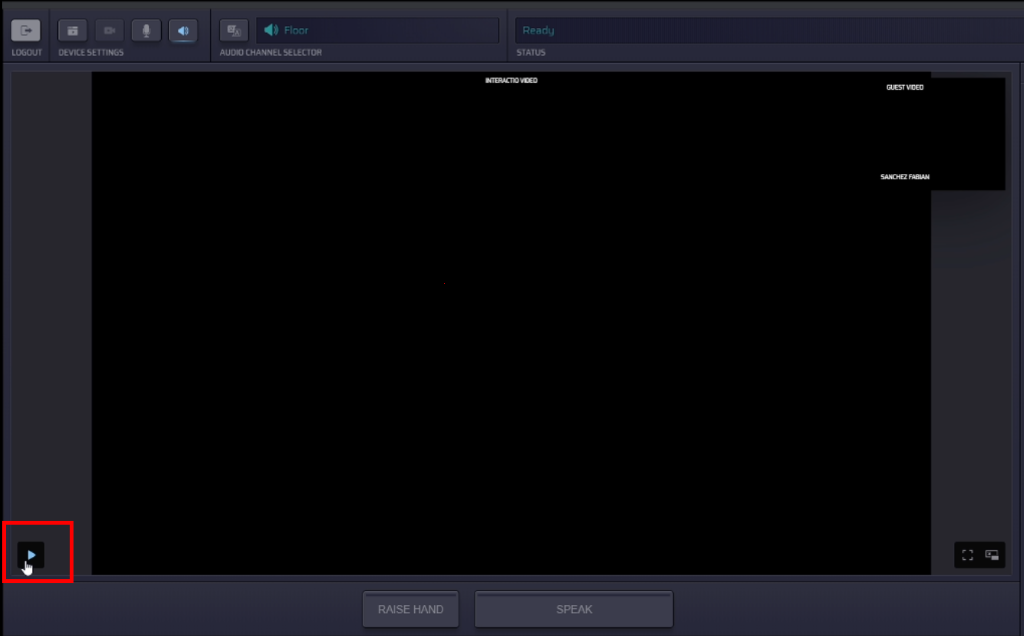 Floor
Ready
LOGOUT
DEVICE SETTINGS
AUDIO CHANNEL SELECTOR
STATUS
INTERACTIO VIDEO
GUEST VIDEO
SANCHEZ FABIAN
RAISE HAND
SPEAK